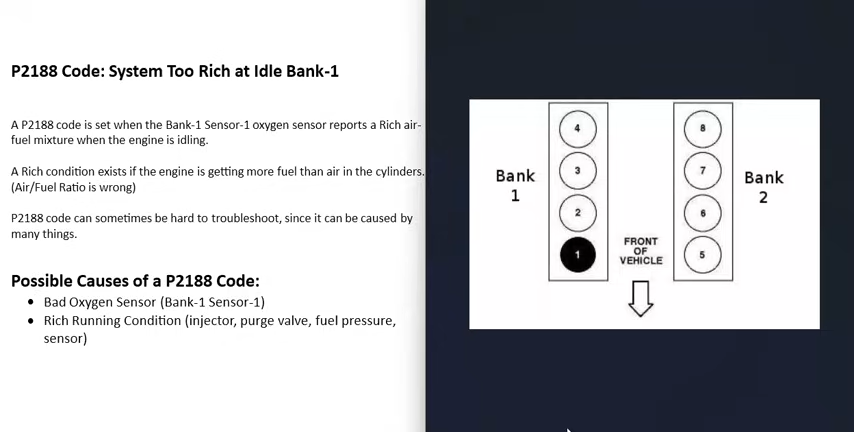 P2188 Code: System Too Rich at Idle Bank-1
A P2188 code is set when the Bank-1 Sensor-1 oxygen sensor reports a Rich air-
fuel mixture when the engine is idling.
A Rich condition exists if the engine is getting more fuel than air in the cylinders.
(Air/Fuel Ratio is wrong)
P2188 code can sometimes be hard to troubleshoot, since it can be caused by
many things.
Possible Causes of a P2188 Code:
• Bad Oxygen Sensor (Bank-1 Sensor-1)
• Rich Running Condition (injector, purge valve, fuel pressure,
sensor)
Bank
1
4
3
2
1
FRONT
OF
VEHICLE
8
7
6
5
Bank
2